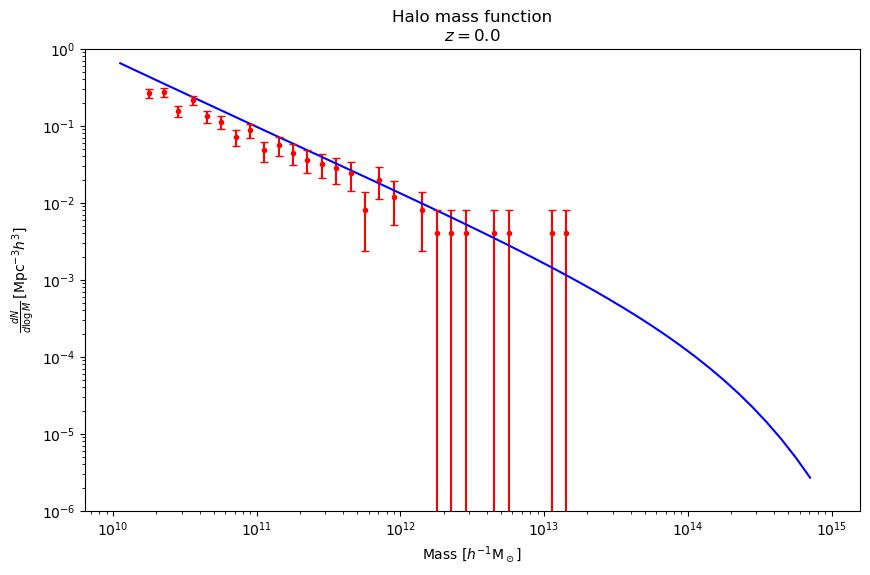 Halo mass function
z = 0.0
10⁰
10⁻¹
10⁻²
10⁻³
10⁻⁴
10⁻⁵
10⁻⁶
dN/dlog M [Mpc⁻³h³]
10¹⁰ 10¹¹ 10¹² 10¹³ 10¹⁴ 10¹⁵
Mass [h⁻¹M_⊙]